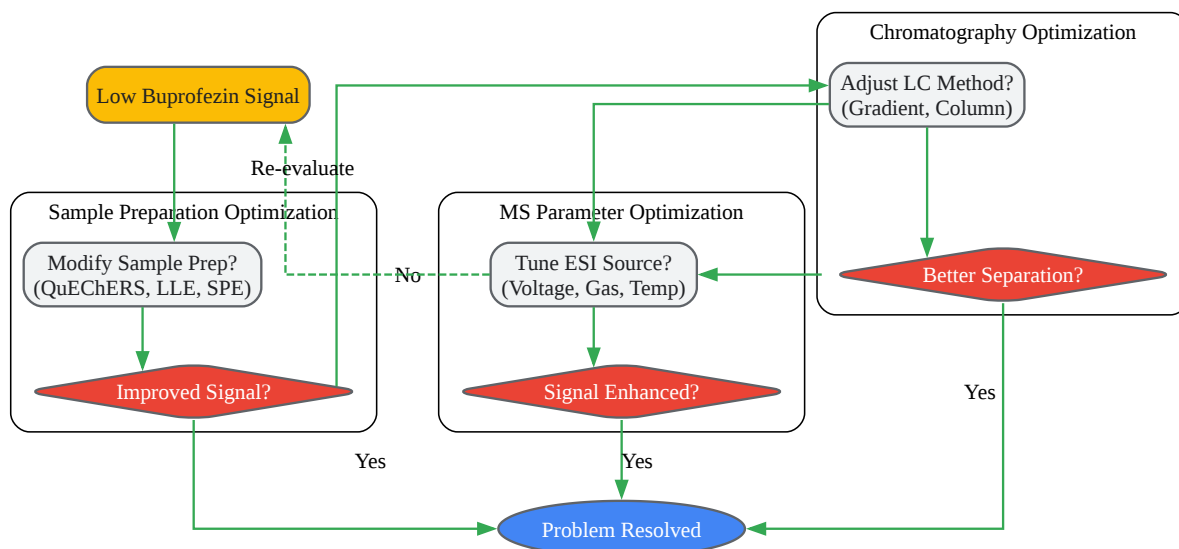 Chromatography Optimization
Low Buprofezin Signal
Adjust LC Method?
(Gradient, Column)
Re-evaluate
Sample Preparation Optimization
MS Parameter Optimization
Modify Sample Prep?
(QuEChERS, LLE, SPE)
No
Tune ESI Source?
(Voltage, Gas, Temp)
Better Separation?
Improved Signal?
Signal Enhanced?
Yes
Yes
Yes
Problem Resolved